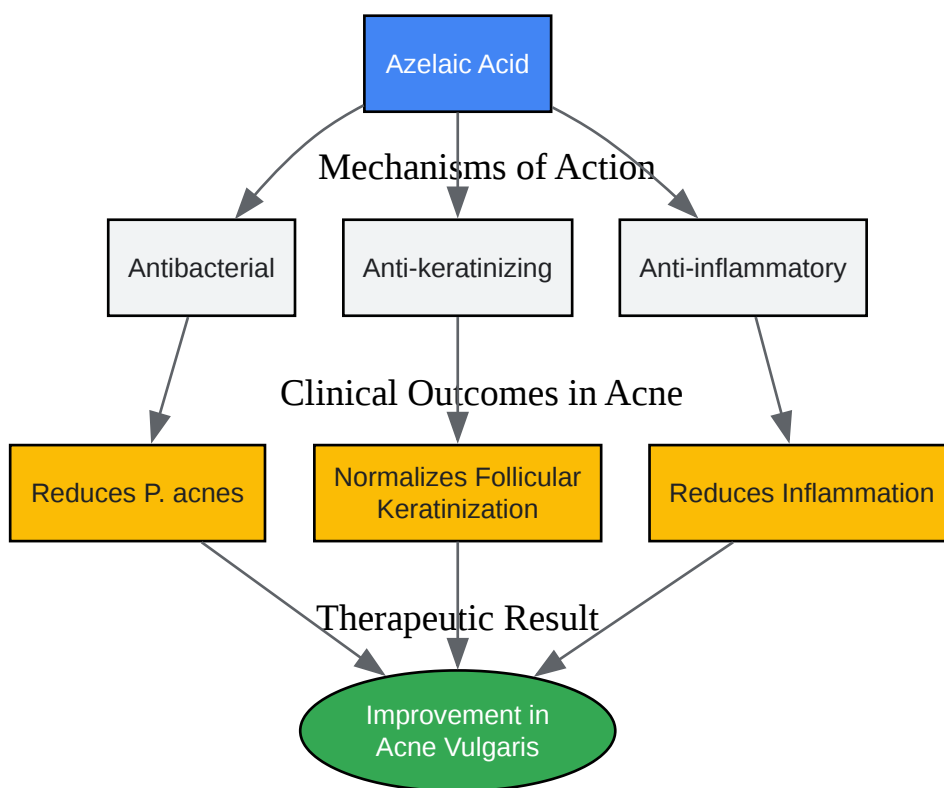 Azelaic Acid
Mechanisms of Action
Antibacterial
Anti-keratinizing
Anti-inflammatory
Clinical Outcomes in Acne
Reduces P. acnes
Normalizes Follicular
Keratinization
Reduces Inflammation
Therapeutic Result
Improvement in
Acne Vulgaris